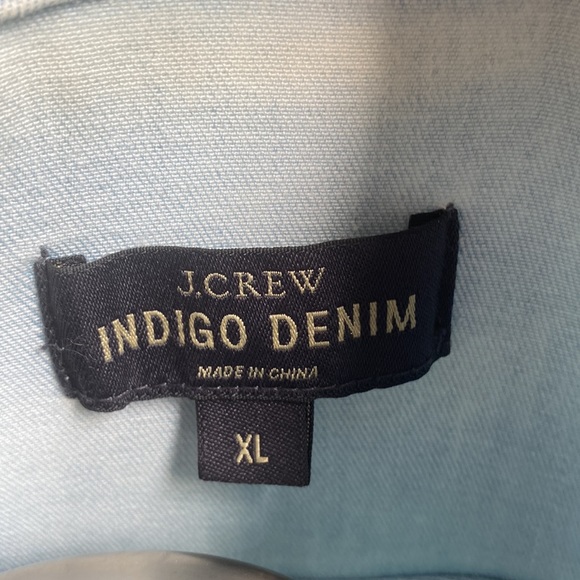 J.CREW
INDIGO DENIM
MADE IN CHINA
XL